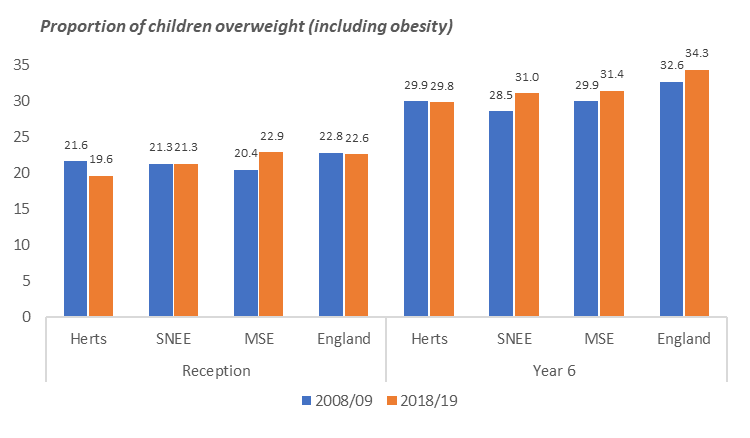 Proportion of children overweight (including obesity)
35
30
25
20
15
10
5
0
21.6 19.6 21.3 21.3 20.4 22.9 22.8 22.6 29.9 29.8 28.5 31.0 29.9 31.4 32.6 34.3
Herts SNEE MSE England Herts SNEE MSE England
Reception Year 6
2008/09 2018/19